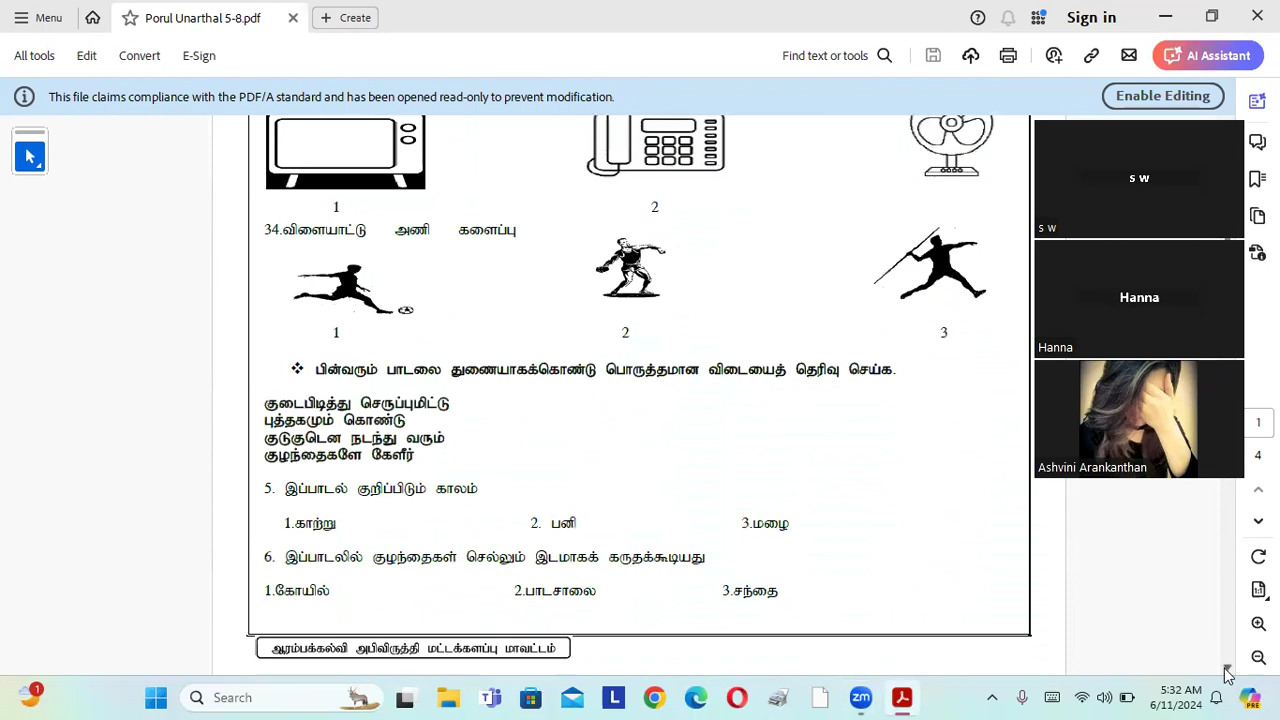 Menu
Porul Unarthal 5-8.pdf
Create
Sign in
All tools
Edit
Convert
E-Sign
Find text or tools
AI Assistant
This file claims compliance with the PDF/A standard and has been opened read-only to prevent modification.
Enable Editing
1 2
34.விளையாட்டு அணி களைப்பு
1 2 3
❖ பின்வரும் பாடலை துணையாகக்கொண்டு பொருத்தமான விடையைத் தெரிவு செய்க.
குடைபிடித்து செருப்புமிட்டு
புத்தகமும் கொண்டு
குடுகுடென நடந்து வரும்
குழந்தைகளே கேளீர்
5. இப்பாடல் குறிப்பிடும் காலம்
1.காற்று 2. பனி 3.மழை
6. இப்பாடலில் குழந்தைகள் செல்லும் இடமாகக் கருதக்கூடியது
1.கோயில் 2.பாடசாலை 3.சந்தை
ஆரம்பக்கல்வி அபிவிருத்தி மட்டக்களப்பு மாவட்டம்
s w
s w
Hanna
Hanna
Ashvini Arankanthan
1
4
1
Search
L
zm
5:32 AM
6/11/2024
PRE